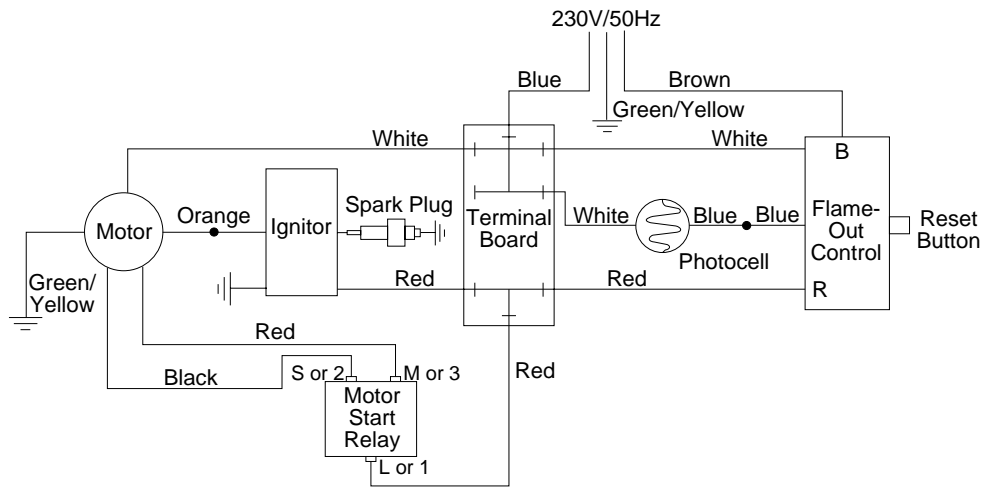 230V/50Hz
Blue
Brown
Green/Yellow
White
White
B
Orange
Ignitor
Spark Plug
Motor
Terminal
Board
White
Blue
Blue
Flame-
Out
Control
Reset
Button
Photocell
Green/
Yellow
Red
Red
R
Red
Black
S or 2
M or 3
Red
Motor
Start
Relay
L or 1